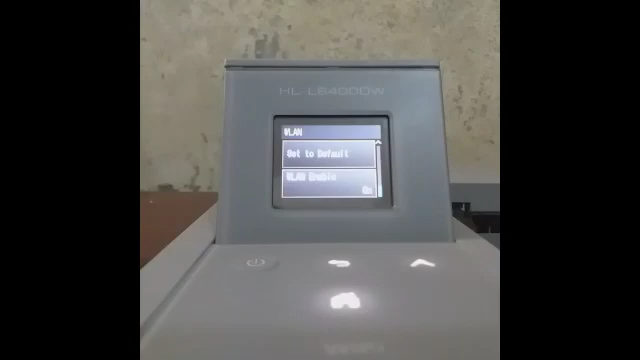 HL-L6400DW
WLAN
Set to Default
WLAN Enable
On